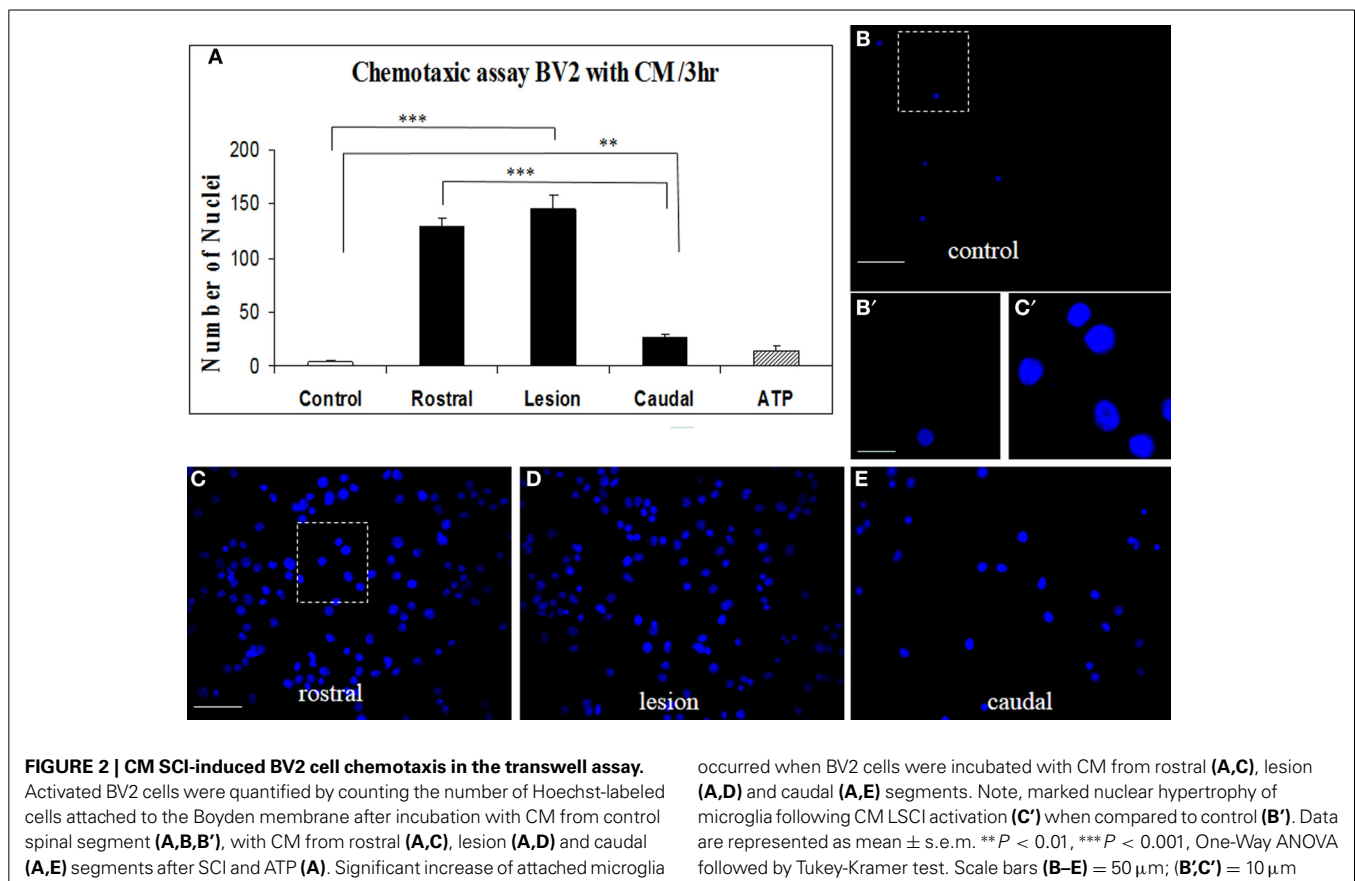 A
Chemotaxic assay BV2 with CM/3hr
***
**
***
Number of Nuclei
200
150
100
50
0
Control Rostral Lesion Caudal ATP
B
control
B′
C′
C
rostral
D
lesion
E
caudal
FIGURE 2 | CM SCI-induced BV2 cell chemotaxis in the transwell assay.
Activated BV2 cells were quantified by counting the number of Hoechst-labeled
cells attached to the Boyden membrane after incubation with CM from control
spinal segment (A,B,B′), with CM from rostral (A,C), lesion (A,D) and caudal
(A,E) segments after SCI and ATP (A). Significant increase of attached microglia
occurred when BV2 cells were incubated with CM from rostral (A,C), lesion
(A,D) and caudal (A,E) segments. Note, marked nuclear hypertrophy of
microglia following CM LSCI activation (C′) when compared to control (B′). Data
are represented as mean ± s.e.m. **P < 0.01, ***P < 0.001, One-Way ANOVA
followed by Tukey-Kramer test. Scale bars (B–E) = 50 μm; (B′,C′) = 10 μm